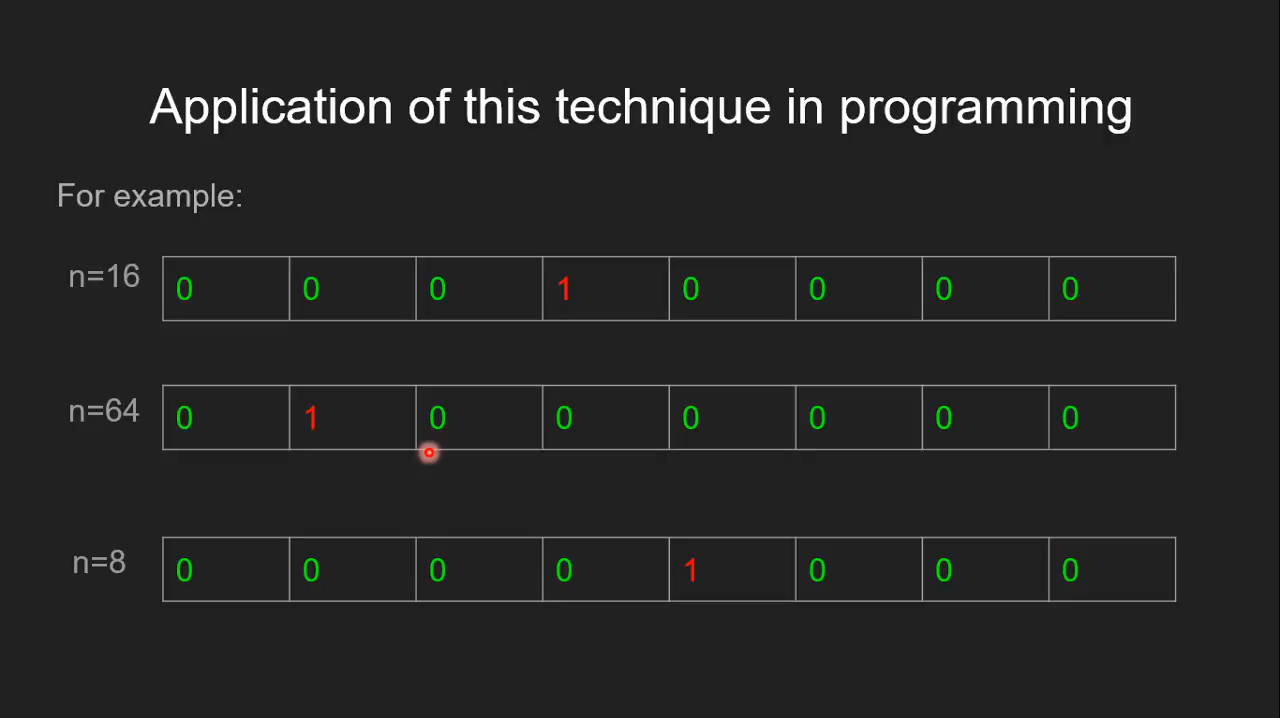 Application of this technique in programming
For example:
n=16 0 0 0 1 0 0 0 0
n=64 0 1 0 0 0 0 0 0
n=8 0 0 0 0 1 0 0 0